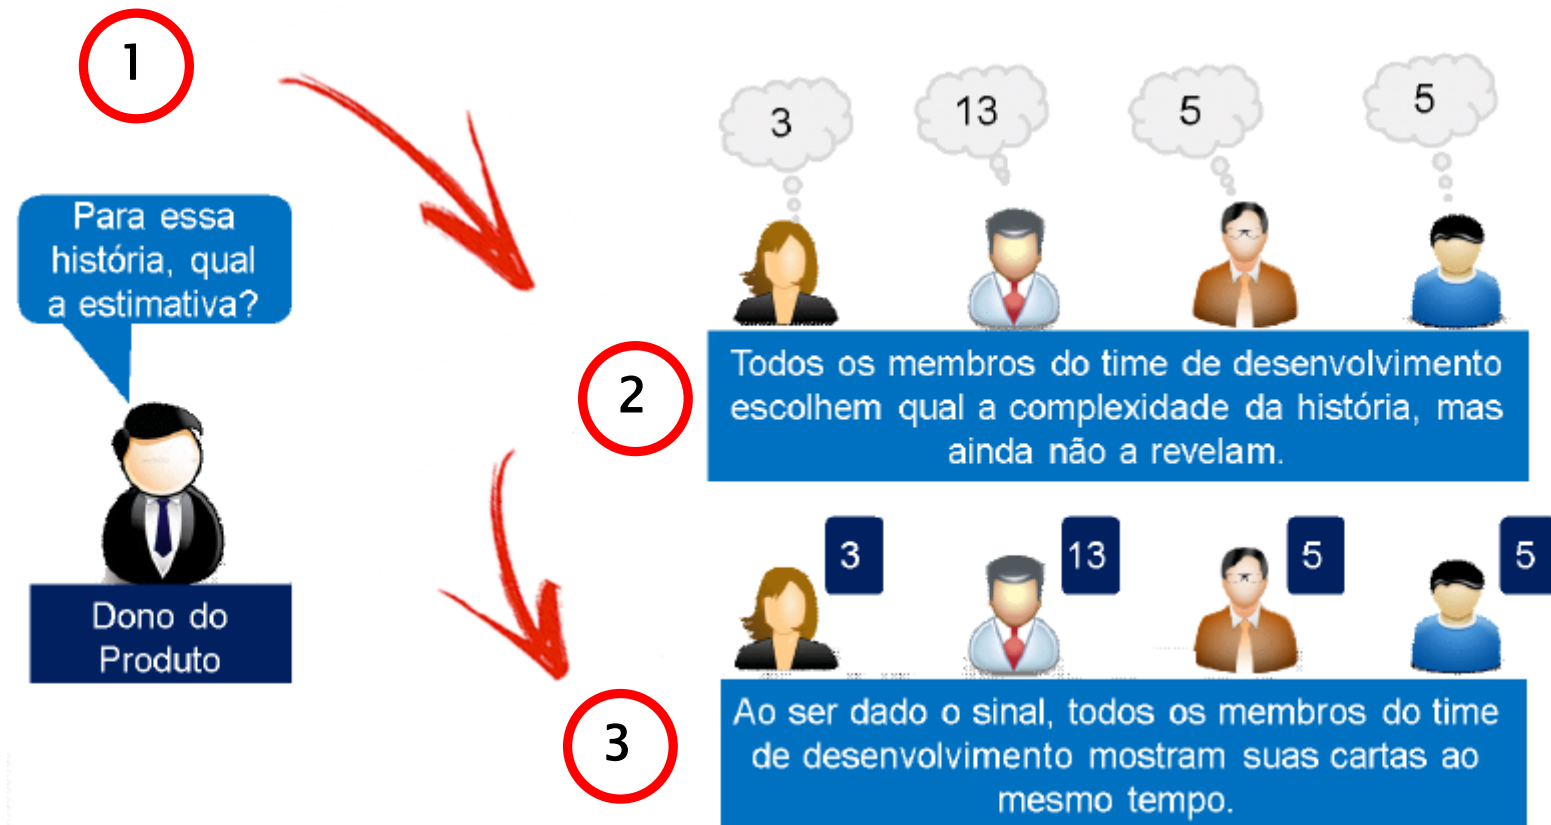 1
Para essa
história, qual
a estimativa?
Dono do
Produto
3
13
5
5
2
Todos os membros do time de desenvolvimento
escolhem qual a complexidade da história, mas
ainda não a revelam.
3
13
5
5
3
Ao ser dado o sinal, todos os membros do time
de desenvolvimento mostram suas cartas ao
mesmo tempo.